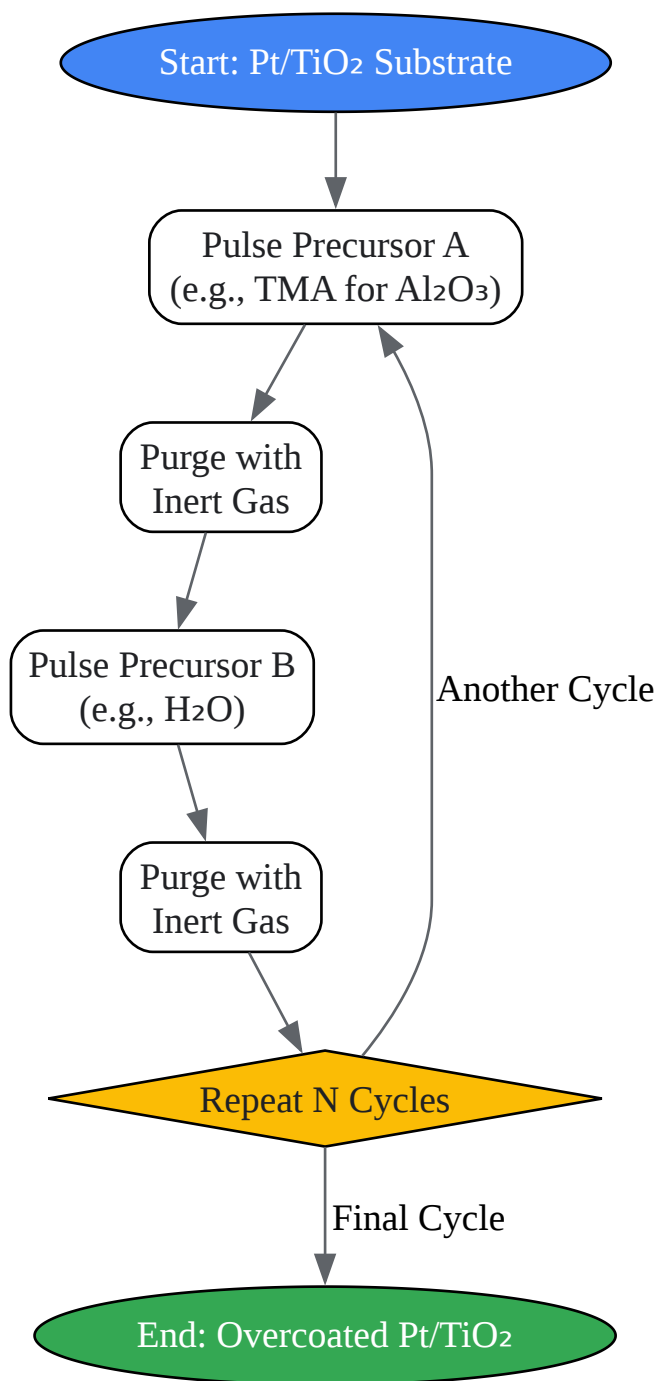 Start: Pt/TiO₂ Substrate
Pulse Precursor A
(e.g., TMA for Al₂O₃)
Purge with
Inert Gas
Pulse Precursor B
(e.g., H₂O)
Another Cycle
Purge with
Inert Gas
Repeat N Cycles
Final Cycle
End: Overcoated Pt/TiO₂